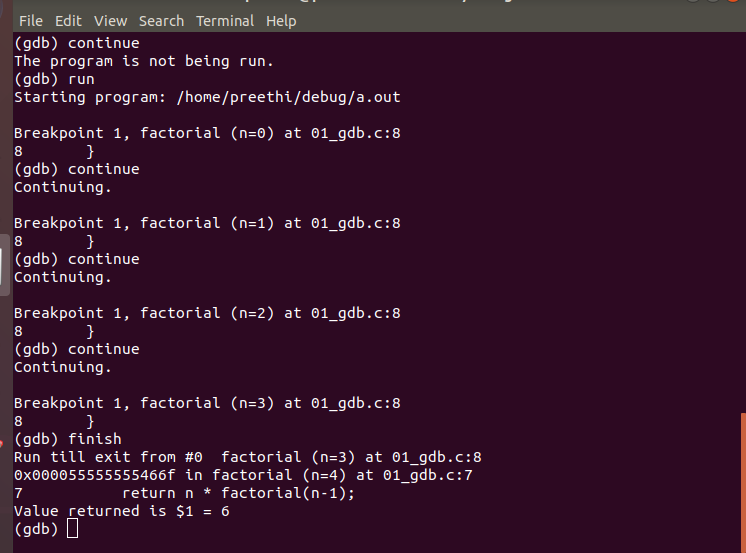 File Edit View Search Terminal Help
(gdb) continue
The program is not being run.
(gdb) run
Starting program: /home/preethi/debug/a.out
Breakpoint 1, factorial (n=0) at 01_gdb.c:8
8 }
(gdb) continue
Continuing.
Breakpoint 1, factorial (n=1) at 01_gdb.c:8
8 }
(gdb) continue
Continuing.
Breakpoint 1, factorial (n=2) at 01_gdb.c:8
8 }
(gdb) continue
Continuing.
Breakpoint 1, factorial (n=3) at 01_gdb.c:8
8 }
(gdb) finish
Run till exit from #0 factorial (n=3) at 01_gdb.c:8
0x000055555555466f in factorial (n=4) at 01_gdb.c:7
7 return n * factorial(n-1);
Value returned is $1 = 6
(gdb)